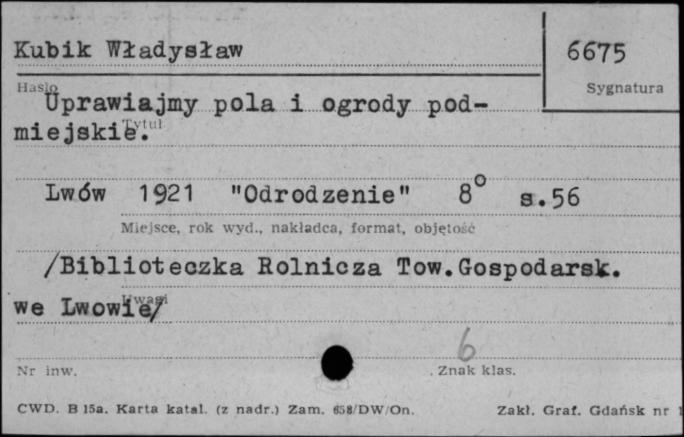 Kubik Władysław
6675
Hasło
Sygnatura
Uprawiajmy pola i ogrody pod-
miejskie.
Tytuł
Lwów 1921 "Odrodzenie" 8° s.56
Miejsce, rok wyd., nakładca, format, objętość
/Biblioteczka Rolnicza Tow.Gospodarsk.
we Lwowie/
Uwagi
6
Nr inw.
Znak klas.
CWD. B 15a. Karta katal. (z nadr.) Zam. 658/DW/On.
Zakł. Graf. Gdańsk nr 1